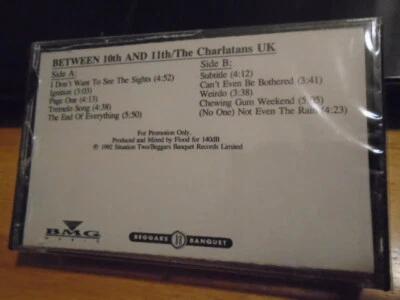 BETWEEN 10th AND 11th/The Charlatans UK
Side A:
I Don't Want To See The Sights (4:52)
Ignition (3:03)
Page One (4:13)
Tremelo Song (4:38)
The End Of Everything (5:50)
Side B:
Subtitle (4:12)
Can't Even Be Bothered (3:41)
Weirdo (3:38)
Chewing Gum Weekend (5:05)
(No One) Not Even The Rain (4:23)
For Promotion Only.
Produced and Mixed by Flood for 140dB
℗ 1992 Situation Two/Beggars Banquet Records Limited
BMG
MUSIC
BEGGARS BANQUET